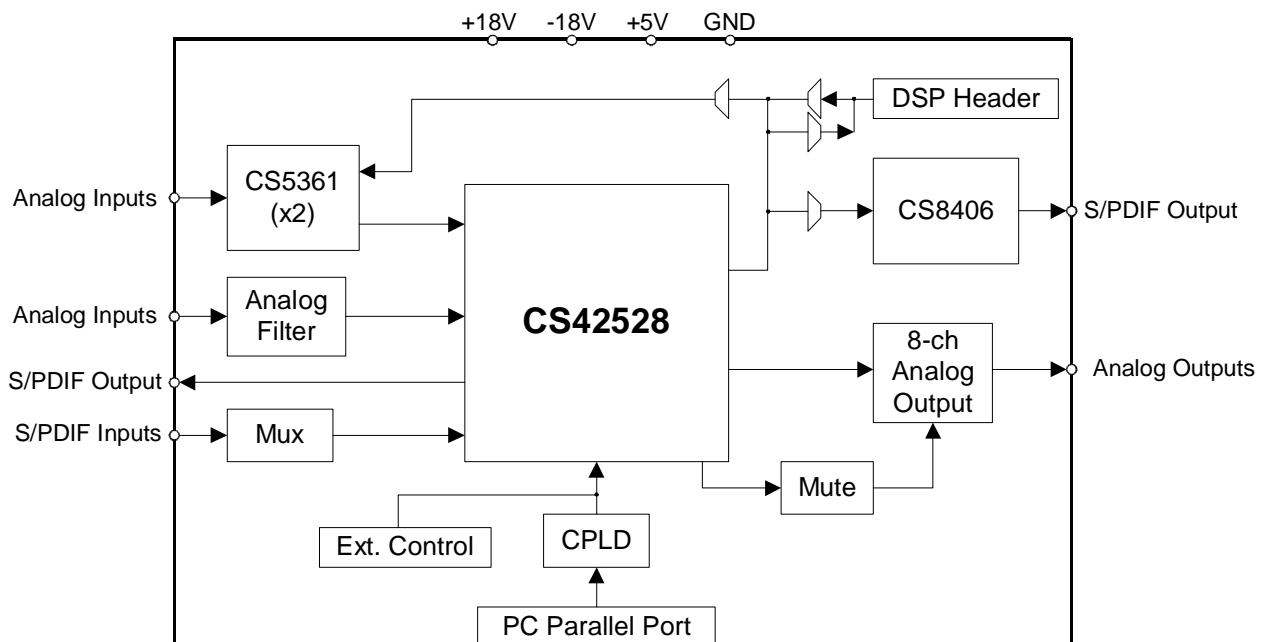 +18V
-18V
+5V
GND
DSP Header
CS5361
(x2)
Analog Inputs
CS8406
S/PDIF Output
Analog Inputs
Analog
Filter
CS42528
8-ch
Analog
Output
Analog Outputs
S/PDIF Output
S/PDIF Inputs
Mux
Mute
Ext. Control
CPLD
PC Parallel Port